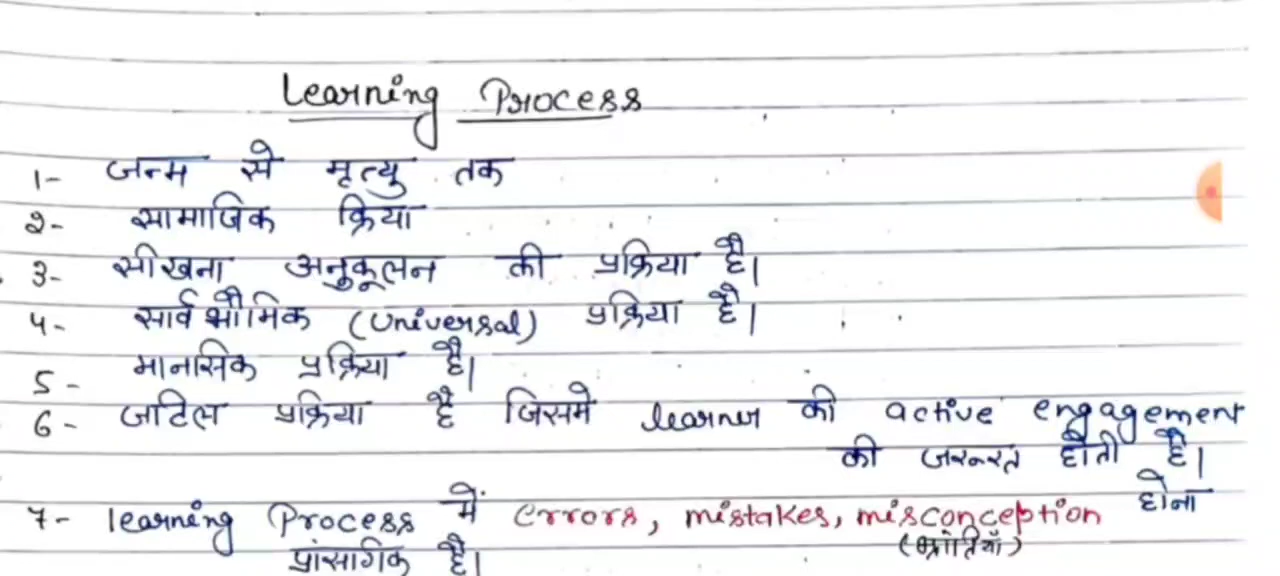 Learning Process
1- जन्म से मृत्यु तक
2- सामाजिक क्रिया
3- सीखना अनुकूलन की प्रक्रिया है।
4- सार्वभौमिक (Universal) प्रक्रिया है।
5- मानसिक प्रक्रिया है।
6- जटिल प्रक्रिया है जिसमे learner की active engagement
की जरूरत होती है।
7- learning Process में errors, mistakes, misconception होना
(भ्रांतियाँ)
प्रांसागिक है।